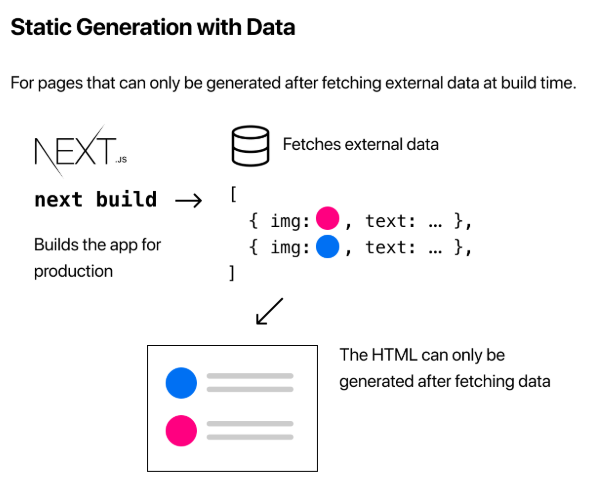 Static Generation with Data
For pages that can only be generated after fetching external data at build time.
NEXT.JS
Fetches external data
next build
[
{ img: , text: … },
{ img: , text: … },
]
Builds the app for
production
The HTML can only be
generated after fetching data